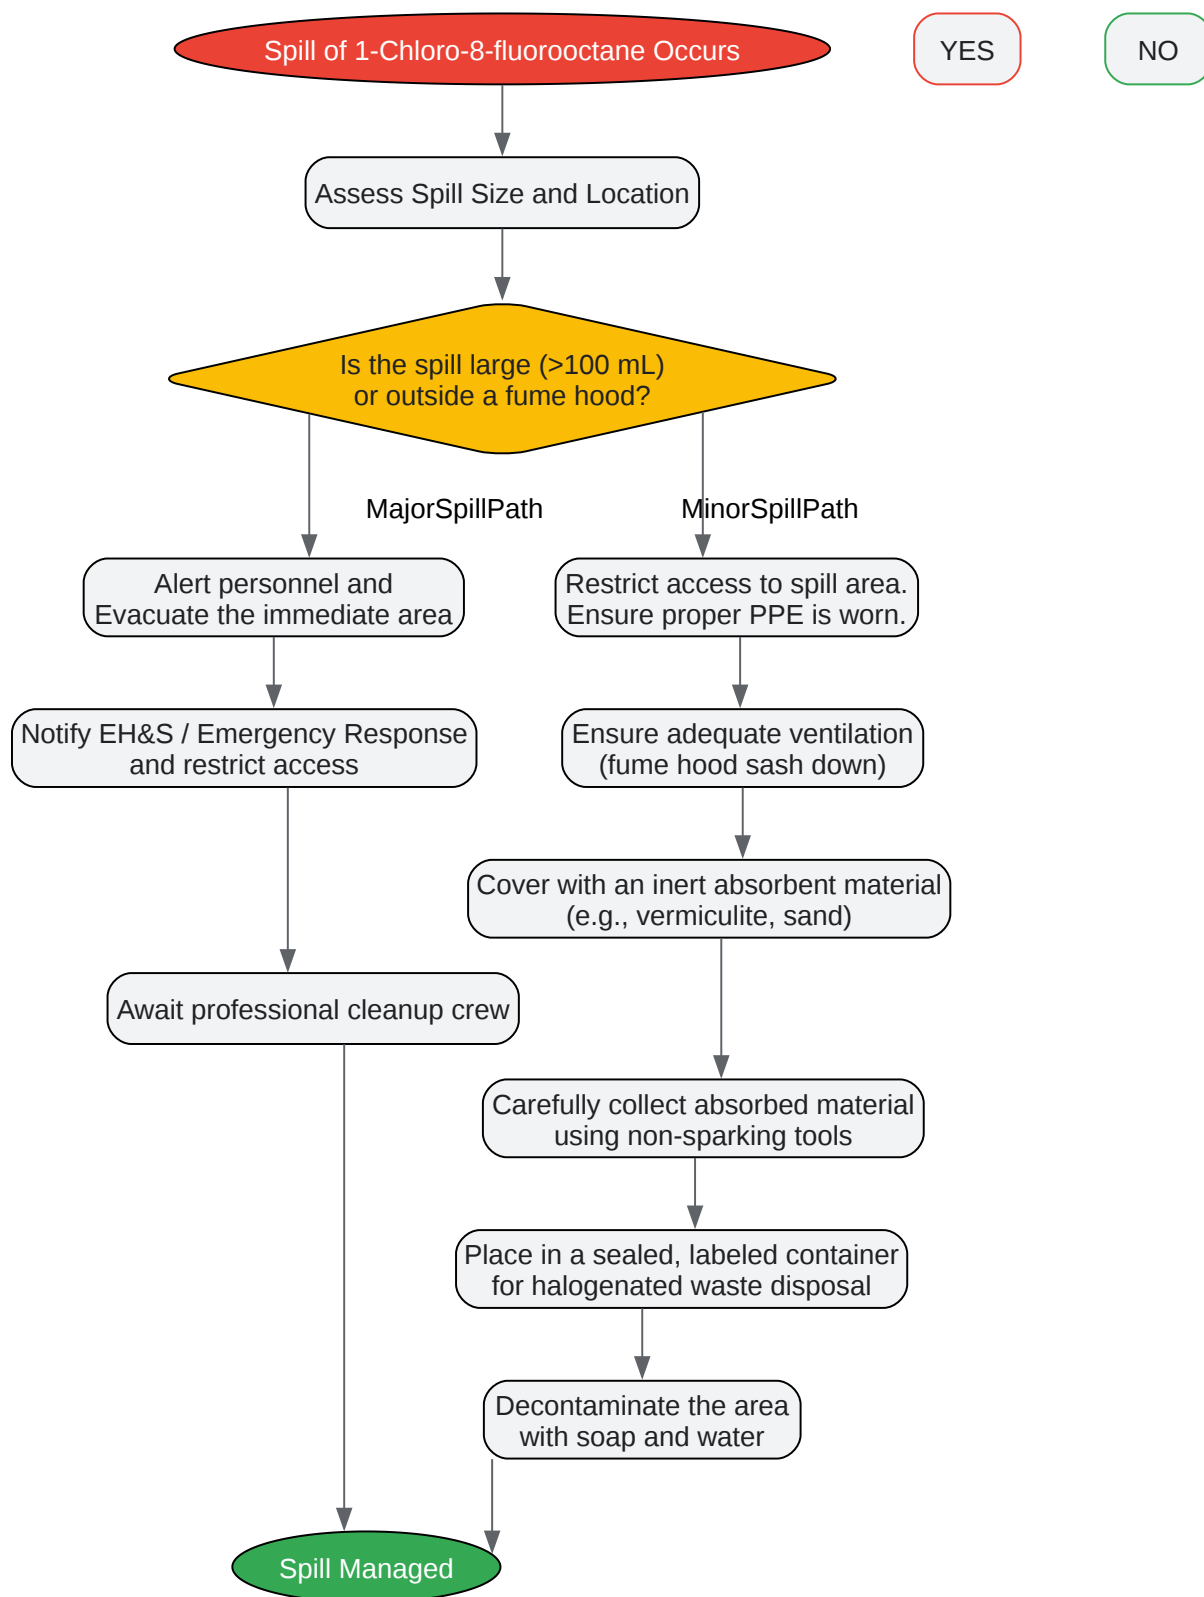 Spill of 1-Chloro-8-fluorooctane Occurs
YES
NO
Assess Spill Size and Location
Is the spill large (>100 mL)
or outside a fume hood?
MajorSpillPath
MinorSpillPath
Alert personnel and
Evacuate the immediate area
Restrict access to spill area.
Ensure proper PPE is worn.
Notify EH&S / Emergency Response
and restrict access
Ensure adequate ventilation
(fume hood sash down)
Cover with an inert absorbent material
(e.g., vermiculite, sand)
Await professional cleanup crew
Carefully collect absorbed material
using non-sparking tools
Place in a sealed, labeled container
for halogenated waste disposal
Decontaminate the area
with soap and water
Spill Managed